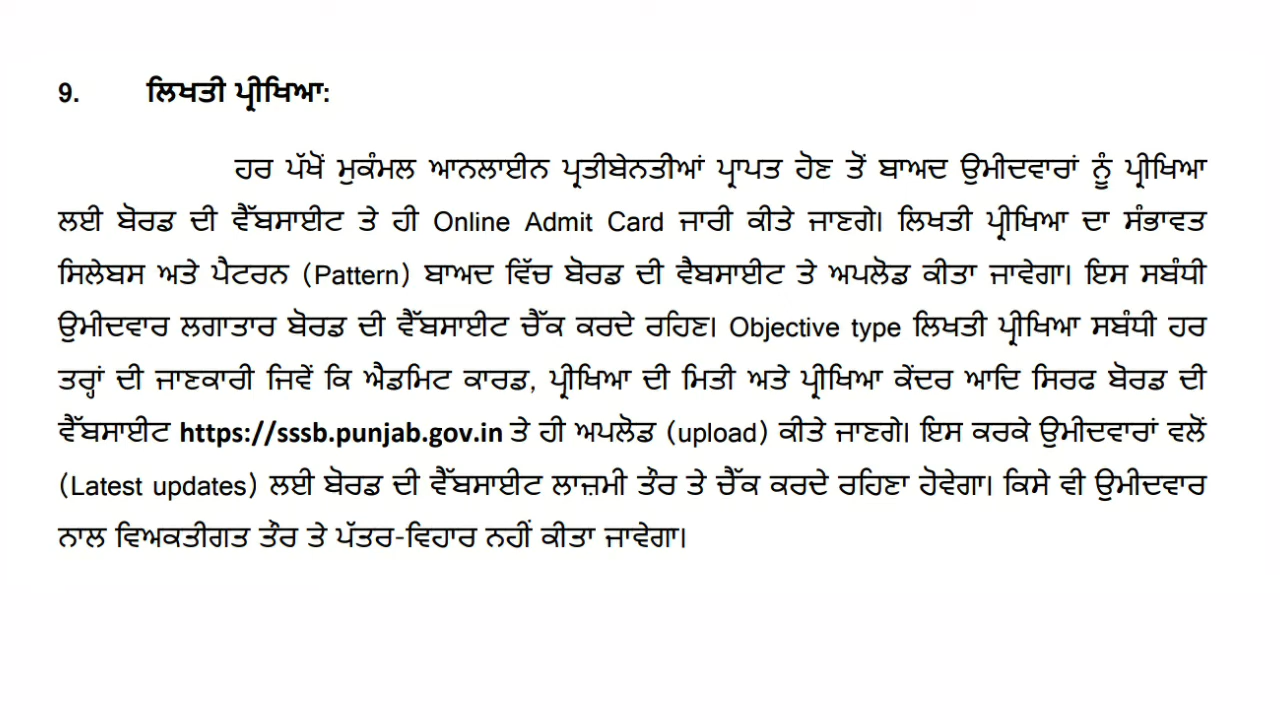 9. ਲਿਖਤੀ ਪ੍ਰੀਖਿਆ:
ਹਰ ਪੱਖੋਂ ਮੁਕੰਮਲ ਆਨਲਾਈਨ ਪ੍ਰਤੀਬੇਨਤੀਆਂ ਪ੍ਰਾਪਤ ਹੋਣ ਤੋਂ ਬਾਅਦ ਉਮੀਦਵਾਰਾਂ ਨੂੰ ਪ੍ਰੀਖਿਆ
ਲਈ ਬੋਰਡ ਦੀ ਵੈੱਬਸਾਈਟ ਤੇ ਹੀ Online Admit Card ਜਾਰੀ ਕੀਤੇ ਜਾਣਗੇ। ਲਿਖਤੀ ਪ੍ਰੀਖਿਆ ਦਾ ਸੰਭਾਵਤ
ਸਿਲੇਬਸ ਅਤੇ ਪੈਟਰਨ (Pattern) ਬਾਅਦ ਵਿੱਚ ਬੋਰਡ ਦੀ ਵੈਬਸਾਈਟ ਤੇ ਅਪਲੋਡ ਕੀਤਾ ਜਾਵੇਗਾ। ਇਸ ਸਬੰਧੀ
ਉਮੀਦਵਾਰ ਲਗਾਤਾਰ ਬੋਰਡ ਦੀ ਵੈੱਬਸਾਈਟ ਚੈੱਕ ਕਰਦੇ ਰਹਿਣ। Objective type ਲਿਖਤੀ ਪ੍ਰੀਖਿਆ ਸਬੰਧੀ ਹਰ
ਤਰ੍ਹਾਂ ਦੀ ਜਾਣਕਾਰੀ ਜਿਵੇਂ ਕਿ ਐਡਮਿਟ ਕਾਰਡ, ਪ੍ਰੀਖਿਆ ਦੀ ਮਿਤੀ ਅਤੇ ਪ੍ਰੀਖਿਆ ਕੇਂਦਰ ਆਦਿ ਸਿਰਫ ਬੋਰਡ ਦੀ
ਵੈੱਬਸਾਈਟ https://sssb.punjab.gov.in ਤੇ ਹੀ ਅਪਲੋਡ (upload) ਕੀਤੇ ਜਾਣਗੇ। ਇਸ ਕਰਕੇ ਉਮੀਦਵਾਰਾਂ ਵਲੋਂ
(Latest updates) ਲਈ ਬੋਰਡ ਦੀ ਵੈੱਬਸਾਈਟ ਲਾਜ਼ਮੀ ਤੌਰ ਤੇ ਚੈੱਕ ਕਰਦੇ ਰਹਿਣਾ ਹੋਵੇਗਾ। ਕਿਸੇ ਵੀ ਉਮੀਦਵਾਰ
ਨਾਲ ਵਿਅਕਤੀਗਤ ਤੌਰ ਤੇ ਪੱਤਰ-ਵਿਹਾਰ ਨਹੀਂ ਕੀਤਾ ਜਾਵੇਗਾ।